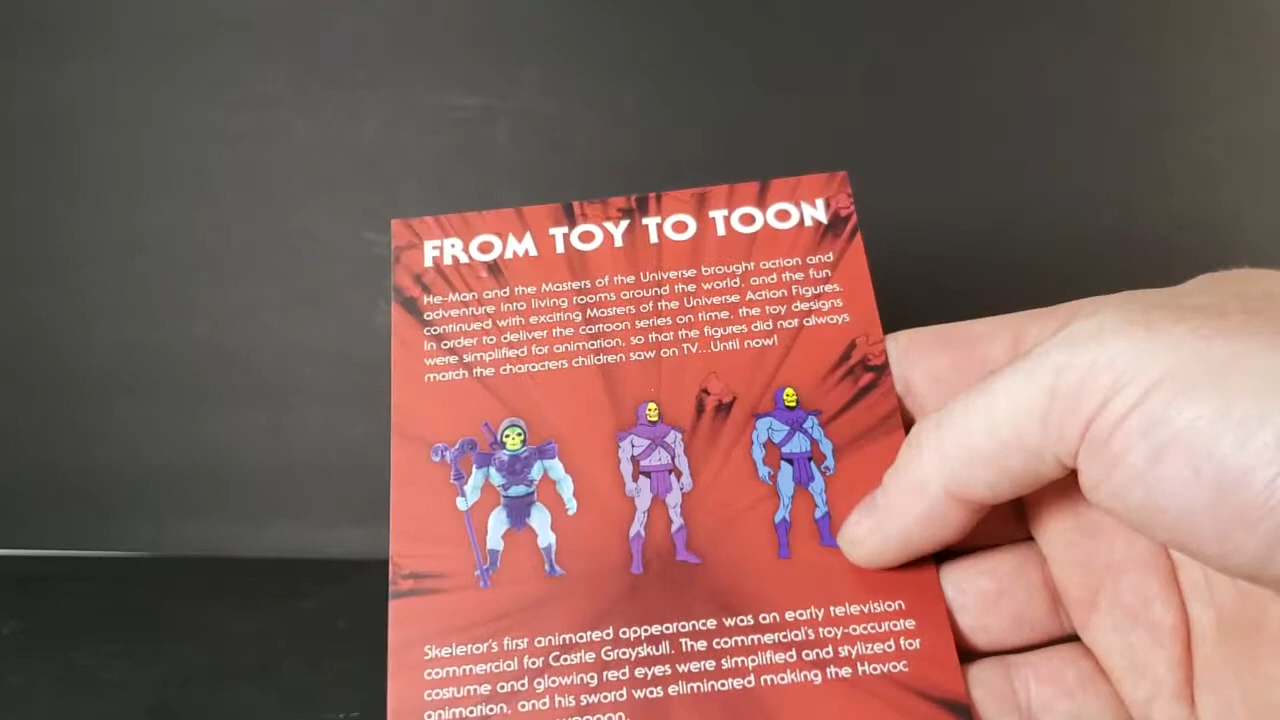 FROM TOY TO TOON
He-Man and the Masters of the Universe brought action and
adventure into living rooms around the world, and the fun
continued with exciting Masters of the Universe Action Figures.
In order to deliver the cartoon series on time, the toy designs
were simplified for animation, so that the figures did not always
match the characters children saw on TV...Until now!
Skeletor's first animated appearance was an early television
commercial for Castle Grayskull. The commercial's toy-accurate
costume and glowing red eyes were simplified and stylized for
animation, and his sword was eliminated making the Havoc
weapon.